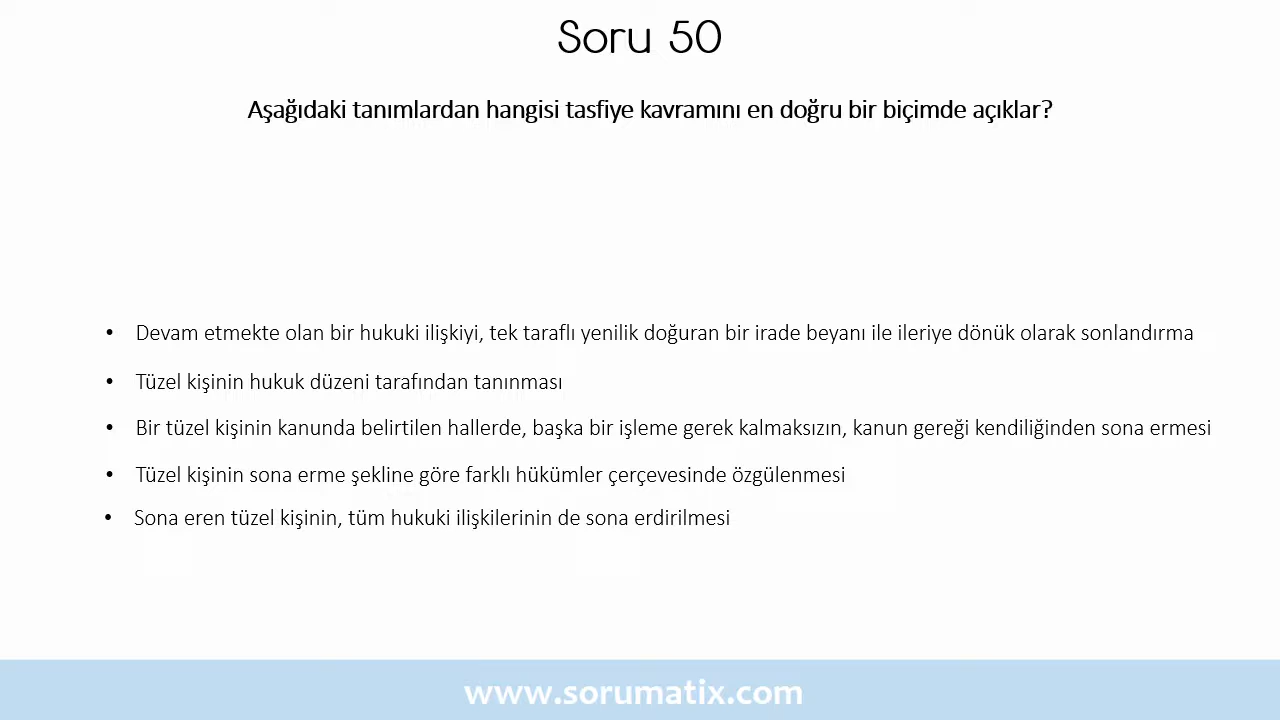 Soru 50
Aşağıdaki tanımlardan hangisi tasfiye kavramını en doğru bir biçimde açıklar?
• Devam etmekte olan bir hukuki ilişkiyi, tek taraflı yenilik doğuran bir irade beyanı ile ileriye dönük olarak sonlandırma
• Tüzel kişinin hukuk düzeni tarafından tanınması
• Bir tüzel kişinin kanunda belirtilen hallerde, başka bir işleme gerek kalmaksızın, kanun gereği kendiliğinden sona ermesi
• Tüzel kişinin sona erme şekline göre farklı hükümler çerçevesinde özgülenmesi
• Sona eren tüzel kişinin, tüm hukuki ilişkilerinin de sona erdirilmesi
www.sorumatix.com